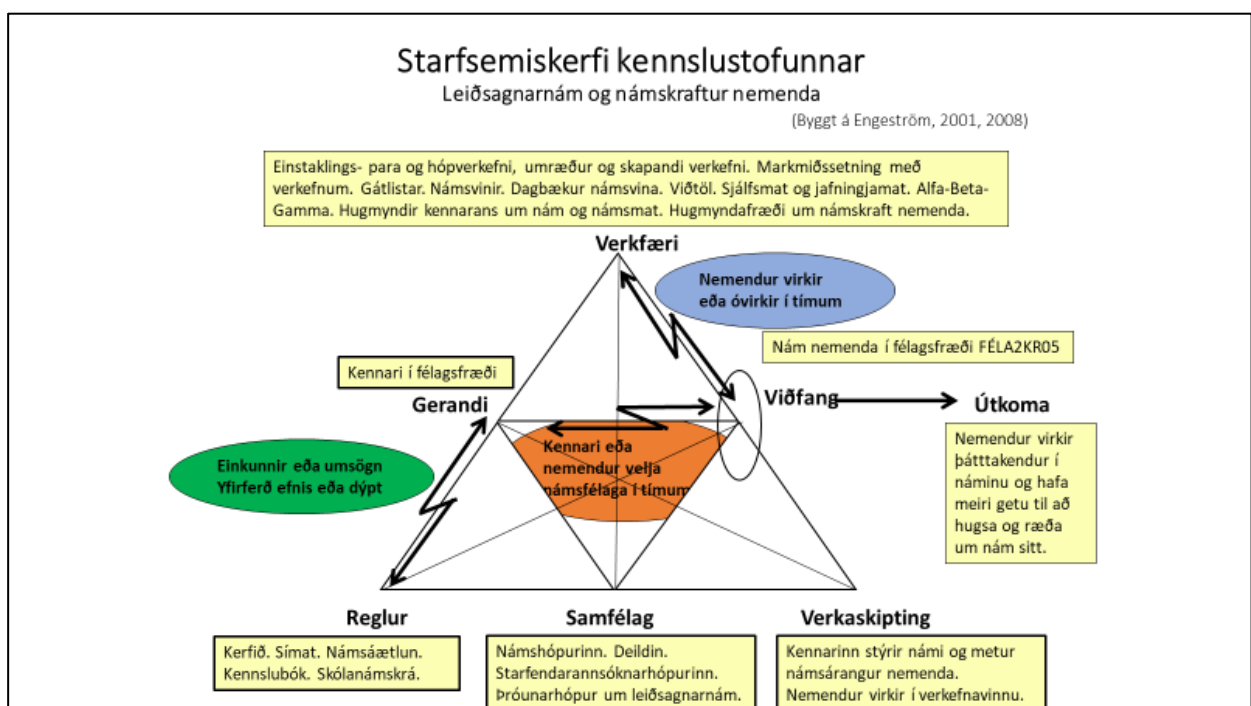 Starfsemiskerfi kennslustofunnar
Leiðsagnarnám og námskraftur nemenda
(Byggt á Engeström, 2001, 2008)
Einstaklings- para og hópverkefni, umræður og skapandi verkefni. Markmiðssetning með
verkefnum. Gátlistar. Námsvinir. Dagbækur námsvina. Viðtöl. Sjálfsmat og jafningjamat. Alfa-Beta-
Gamma. Hugmyndir kennarans um nám og námsmat. Hugmyndafræði um námskraft nemenda.
Verkfæri
Nemendur virkir
eða óvirkir í tímum
Nám nemenda í félagsfræði FÉLA2KR05
Kennari í félagsfræði
Gerandi
Viðfang
Útkoma
Kennari eða
nemendur velja
námsfélaga í tímum
Einkunnir eða umsögn
Yfirferð efnis eða dýpt
Nemendur virkir
þátttakendur í
náminu og hafa
meiri getu til að
hugsa og ræða
um nám sitt.
Reglur
Samfélag
Verkaskipting
Kerfið. Símat. Námsáætlun.
Kennslubók. Skólanámskrá.
Námshópurinn. Deildin.
Starfendarannsóknarhópurinn.
Þróunarhópur um leiðsagnarnám.
Kennarinn stýrir námi og metur
námsárangur nemenda.
Nemendur virkir í verkefnavinnu.